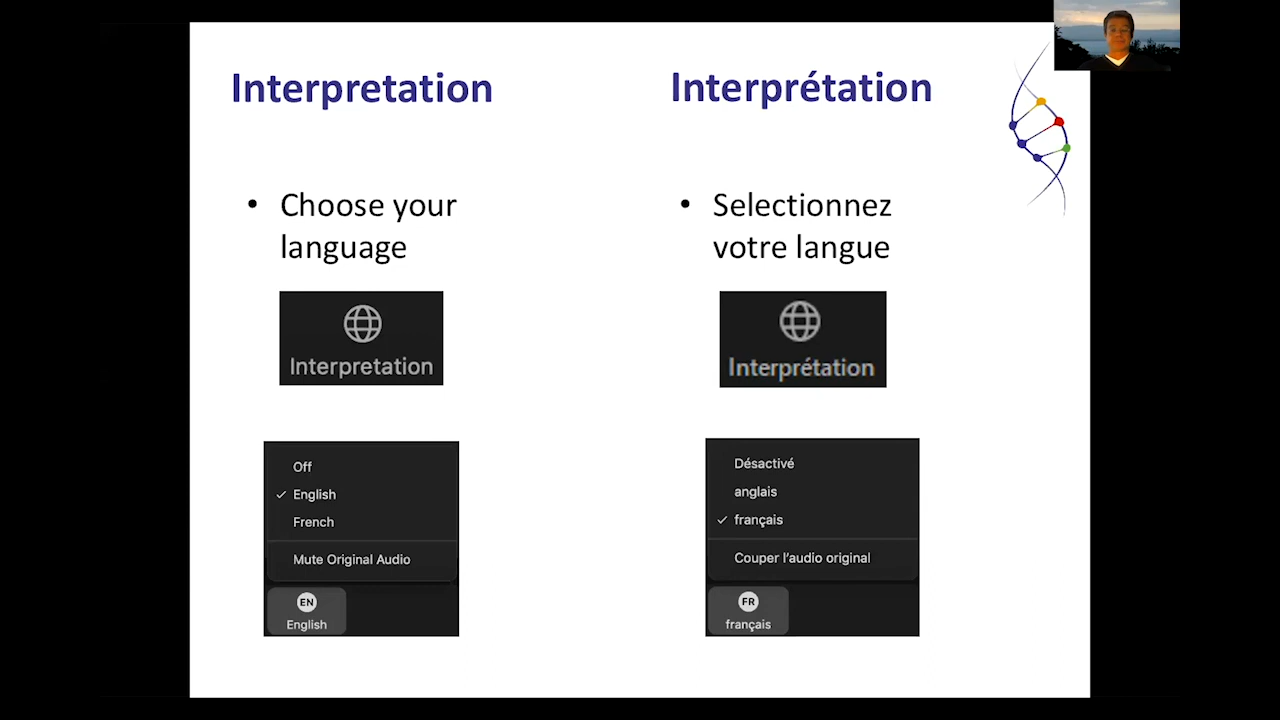 Interpretation
Choose your
language
Interpretation
Off
English
French
Mute Original Audio
EN
English
Interprétation
Selectionnez
votre langue
Interprétation
Désactivé
anglais
français
Couper l'audio original
FR
français